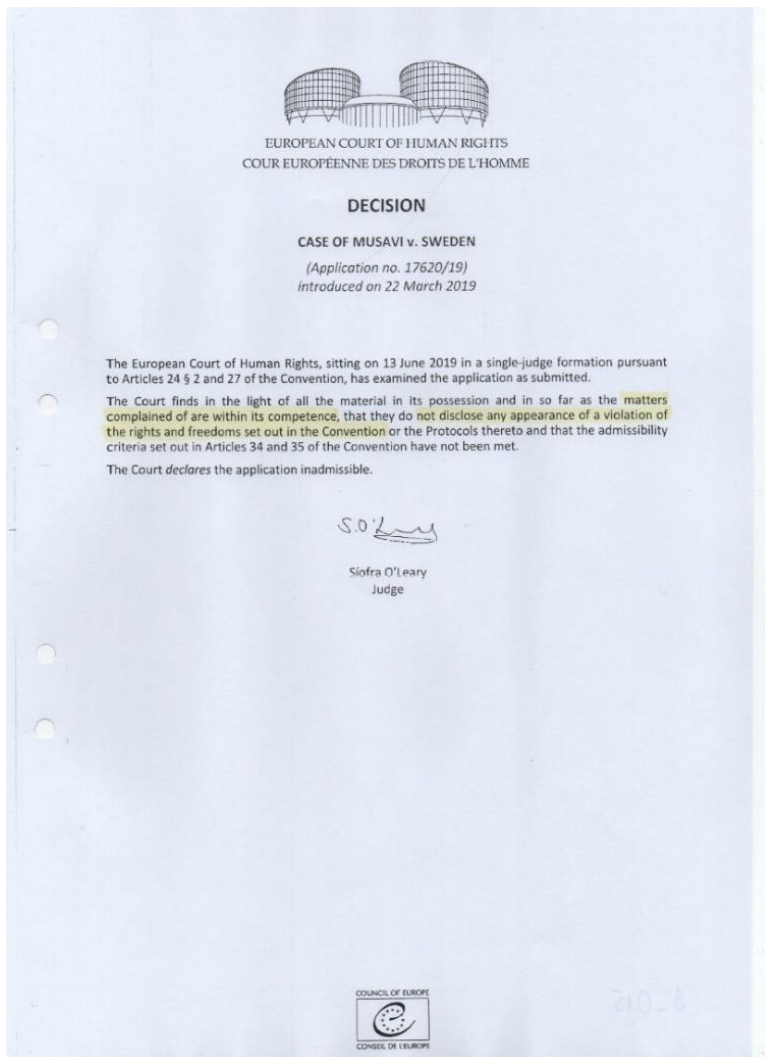 EUROPEAN COURT OF HUMAN RIGHTS
COUR EUROPÉENNE DES DROITS DE L'HOMME
DECISION
CASE OF MUSAVI v. SWEDEN
(Application no. 17620/19)
introduced on 22 March 2019
The European Court of Human Rights, sitting on 13 June 2019 in a single-judge formation pursuant
to Articles 24 § 2 and 27 of the Convention, has examined the application as submitted.
The Court finds in the light of all the material in its possession and in so far as the matters
complained of are within its competence, that they do not disclose any appearance of a violation of
the rights and freedoms set out in the Convention or the Protocols thereto and that the admissibility
criteria set out in Articles 34 and 35 of the Convention have not been met.
The Court declares the application inadmissible.
S.O'Leary
Síofra O'Leary
Judge
COUNCIL OF EUROPE
CONSEIL DE L'EUROPE